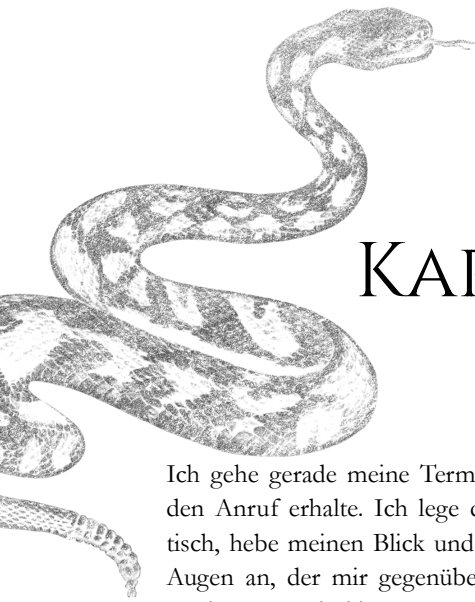 KA
Ich gehe gerade meine Term
den Anruf erhalte. Ich lege
tisch, hebe meinen Blick und
Augen an, der mir gegenübe